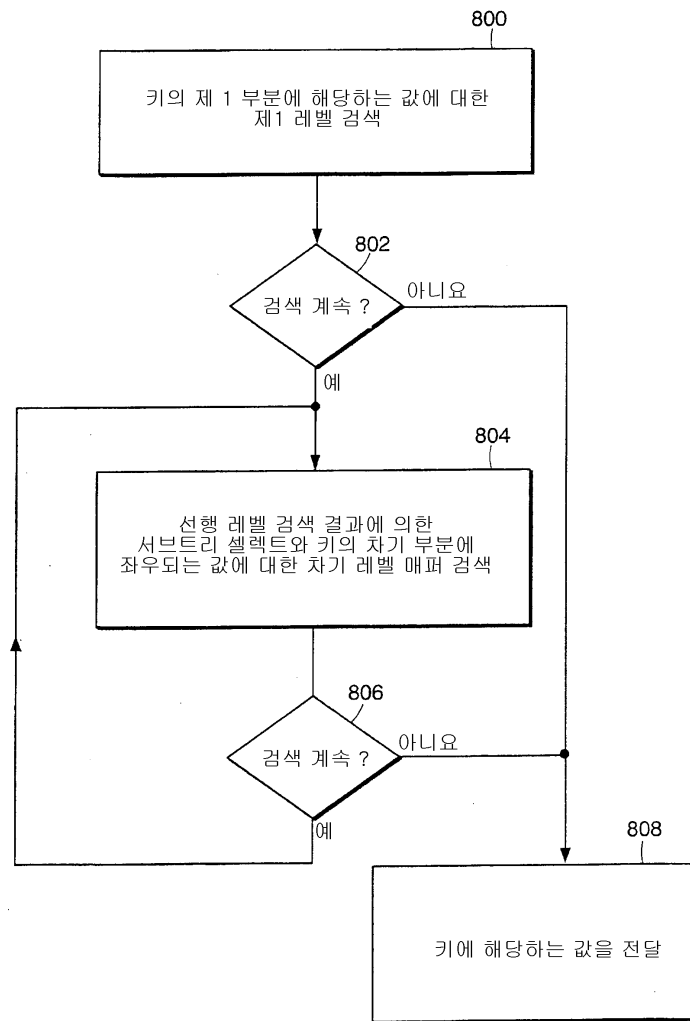 800
키의 제 1 부분에 해당하는 값에 대한
제1 레벨 검색
802
검색 계속 ?
아니요
예
804
선행 레벨 검색 결과에 의한
서브트리 셀렉트와 키의 차기 부분에
좌우되는 값에 대한 차기 레벨 매퍼 검색
806
검색 계속 ?
아니요
예
808
키에 해당하는 값을 전달